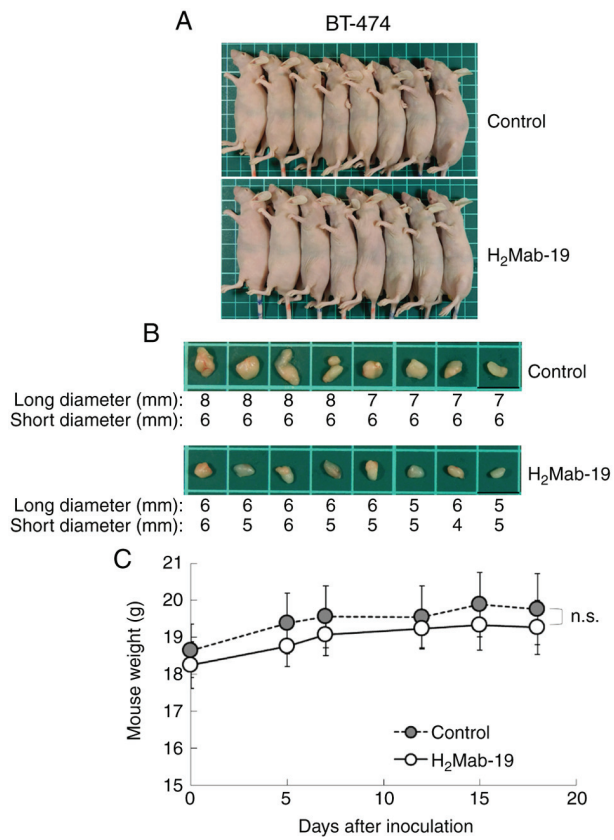 A
BT-474
Control
H₂Mab-19
B
Control
Long diameter (mm): 8 8 8 8 7 7 7 7
Short diameter (mm): 6 6 6 6 6 6 6 6
H₂Mab-19
Long diameter (mm): 6 6 6 6 6 5 6 5
Short diameter (mm): 6 5 6 5 5 5 4 5
C
21
20
19
18
17
16
15
Mouse weight (g)
n.s.
Control
H₂Mab-19
0 5 10 15 20
Days after inoculation